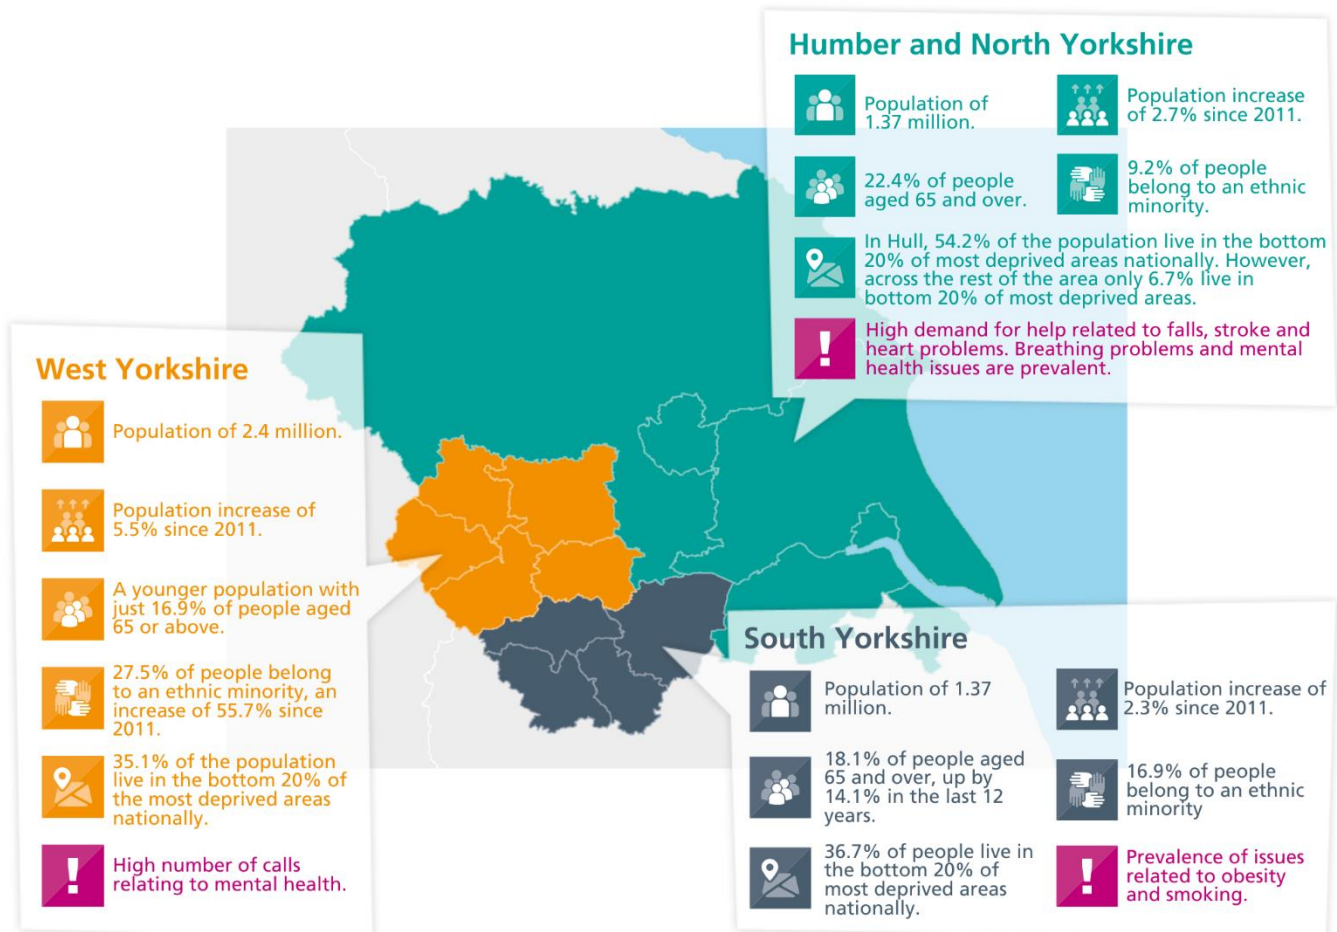 Humber and North Yorkshire
Population of
1.37 million.
Population increase
of 2.7% since 2011.
22.4% of people
aged 65 and over.
9.2% of people
belong to an ethnic
minority.
In Hull, 54.2% of the population live in the bottom
20% of most deprived areas nationally. However,
across the rest of the area only 6.7% live in
bottom 20% of most deprived areas.
!
High demand for help related to falls, stroke and
heart problems. Breathing problems and mental
health issues are prevalent.
West Yorkshire
Population of 2.4 million.
Population increase of
5.5% since 2011.
A younger population with
just 16.9% of people aged
65 or above.
27.5% of people belong
to an ethnic minority, an
increase of 55.7% since
2011.
35.1% of the population
live in the bottom 20% of
the most deprived areas
nationally.
!
High number of calls
relating to mental health.
South Yorkshire
Population of 1.37
million.
Population increase of
2.3% since 2011.
18.1% of people aged
65 and over, up by
14.1% in the last 12
years.
16.9% of people
belong to an ethnic
minority
36.7% of people live in
the bottom 20% of
most deprived areas
nationally.
!
Prevalence of issues
related to obesity
and smoking.